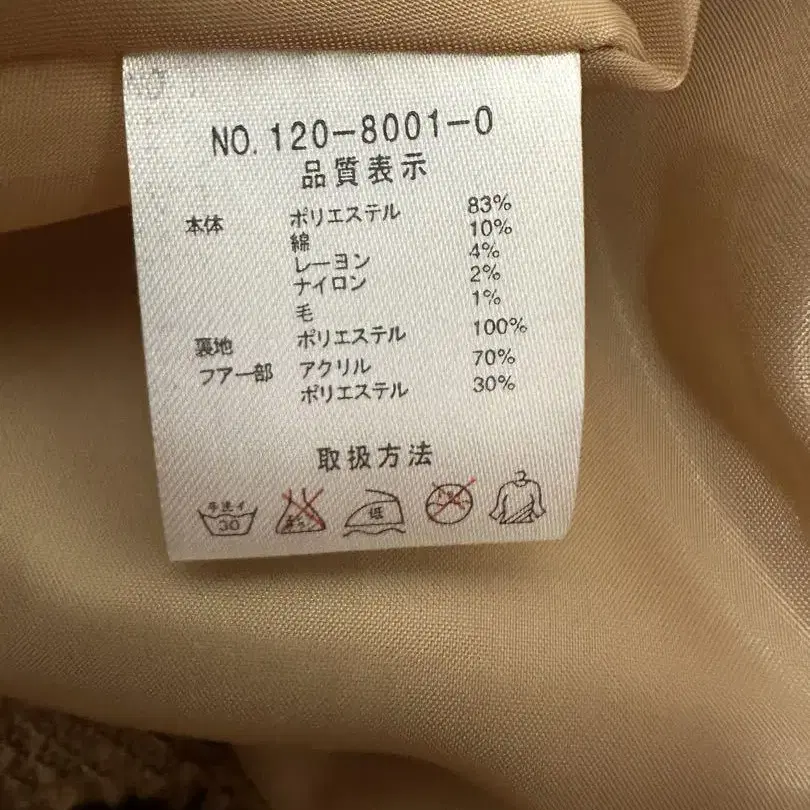 NO.120-8001-0
品質表示
本体 ポリエステル 83%
綿 10%
レーヨン 4%
ナイロン 2%
毛 1%
裏地 ポリエステル 100%
フアー部 アクリル 70%
ポリエステル 30%
取扱方法
手洗イ
30
低